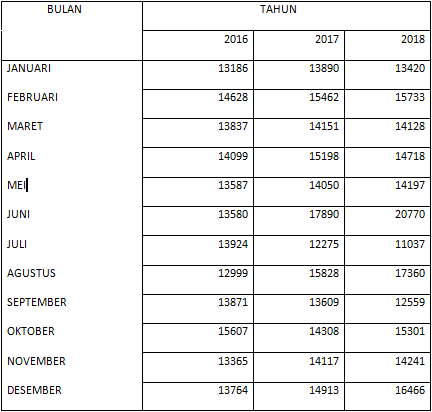 BULAN TAHUN
2016 2017 2018
JANUARI 13186 13890 13420
FEBRUARI 14628 15462 15733
MARET 13837 14151 14128
APRIL 14099 15198 14718
MEI 13587 14050 14197
JUNI 13580 17890 20770
JULI 13924 12275 11037
AGUSTUS 12999 15828 17360
SEPTEMBER 13871 13609 12559
OKTOBER 15607 14308 15301
NOVEMBER 13365 14117 14241
DESEMBER 13764 14913 16466